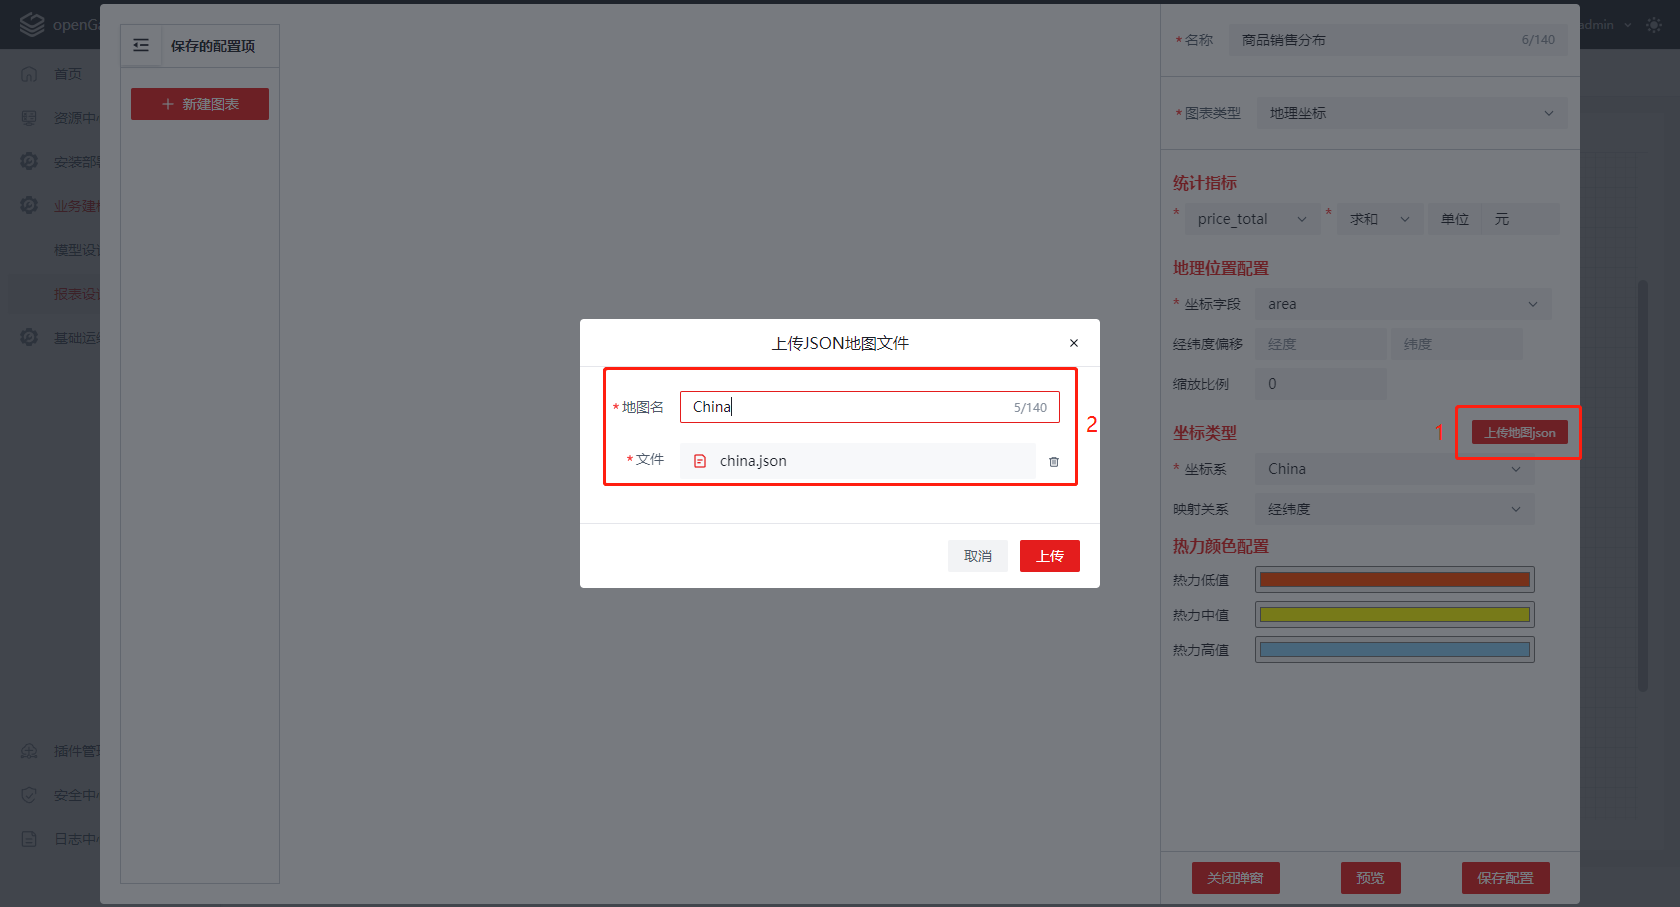 openGa
admin
首页
资源中心
安装部
业务建
模型设
报表设
基础运
插件管
安全中
日志中
保存的配置项
新建图表
* 名称 商品销售分布 6/140
* 图表类型 地理坐标
统计指标
* price_total * 求和 单位 元
地理位置配置
* 坐标字段 area
经纬度偏移 经度 纬度
缩放比例 0
坐标类型 1 上传地图json
* 坐标系 China
映射关系 经纬度
热力颜色配置
热力低值
热力中值
热力高值
关闭弹窗 预览 保存配置
上传JSON地图文件 ×
* 地图名 China 5/140
2
* 文件 china.json
取消 上传